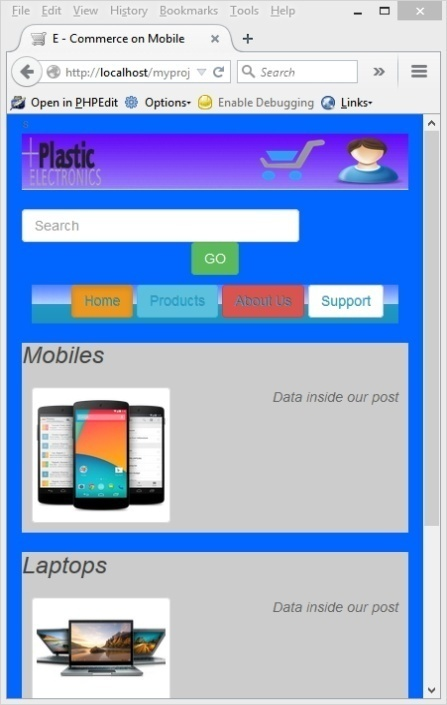 File Edit View History Bookmarks Tools Help
E - Commerce on Mobile
http://localhost/myproj
Search
Open in PHPEdit Options Enable Debugging Links
Plastic
ELECTRONICS
Search
GO
Home Products About Us Support
Mobiles
Data inside our post
Laptops
Data inside our post